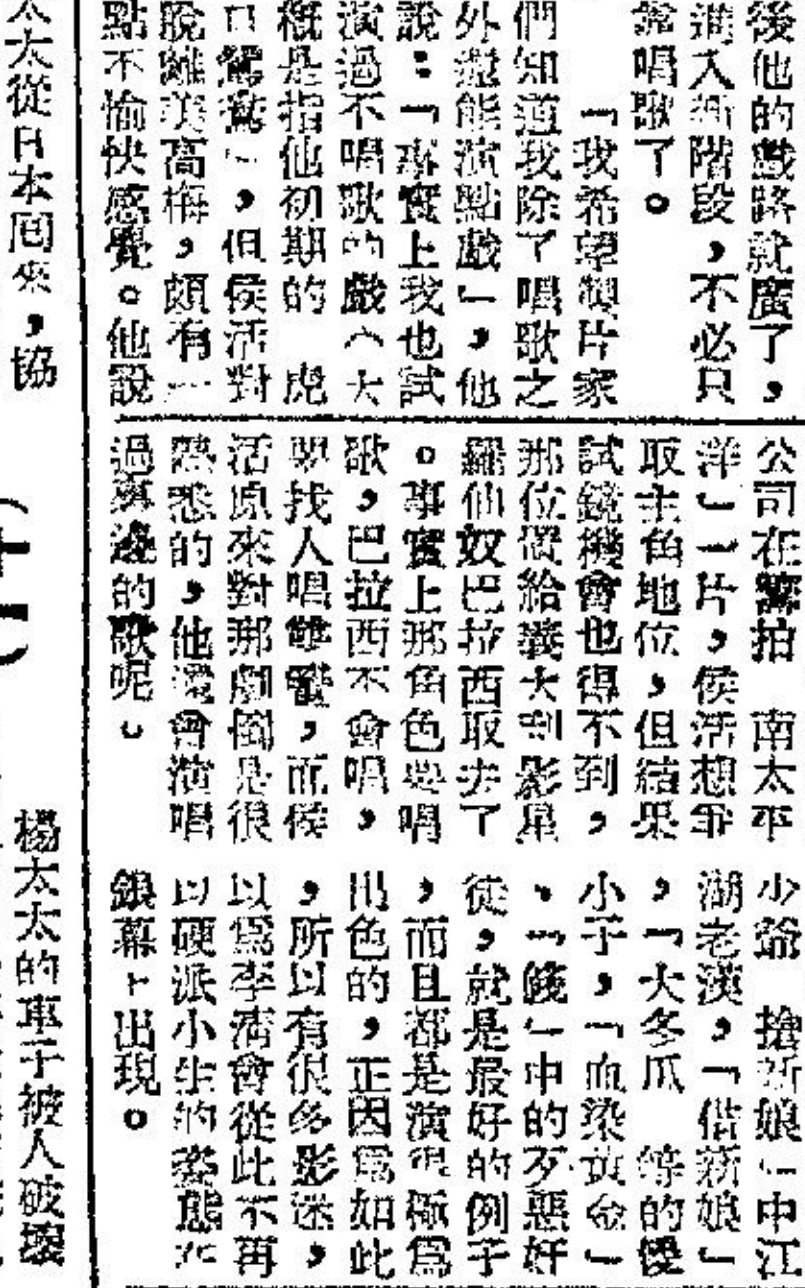 後他的戲路就廣了，
進入新階段，不必只
靠唱歌了。
「我希望製片家
們知道我除了唱歌之
外還能演點戲」，他
說：「事實上我也試
演過不唱歌的戲（大
概是指他初期的　虎
口鴛鴦」，但侯活對
脫離美高梅，頗有一
點不愉快感覺。他說
公司在籌拍　南太平
洋」一片，侯活想爭
取主角地位，但結果
試鏡機會也得不到，
那位置給義大利影星
羅仙奴巴拉西取去了
。事實上那角色要唱
歌，巴拉西不會唱，
要找人唱雙簧，而侯
活原來對那劇倒是很
熟悉的，他還會演唱
過裏邊的歌呢。
少爺　搶新娘」中江
湖老漢，「借新娘」
，「大冬瓜　等的傻
小子，「血染黃金」
、「餞」中的歹惡奸
徒，就是最好的例子
，而且都是演很極爲
出色的，正因爲如此
，所以有很多影迷，
以爲李清會從此不再
以硬派小生的姿態在
銀幕上出現。
太太從日本回來，協
楊太太的車子被人破壞